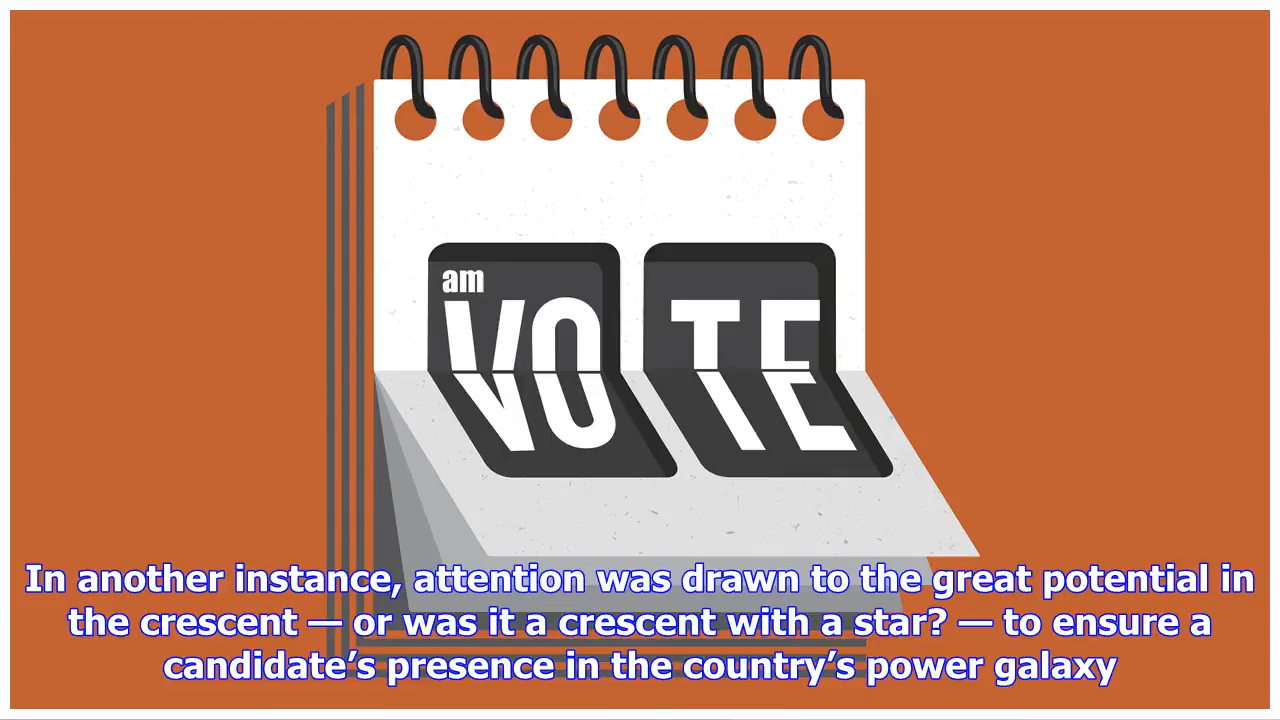 am
VOTE
In another instance, attention was drawn to the great potential in
the crescent — or was it a crescent with a star? — to ensure a
candidate’s presence in the country’s power galaxy